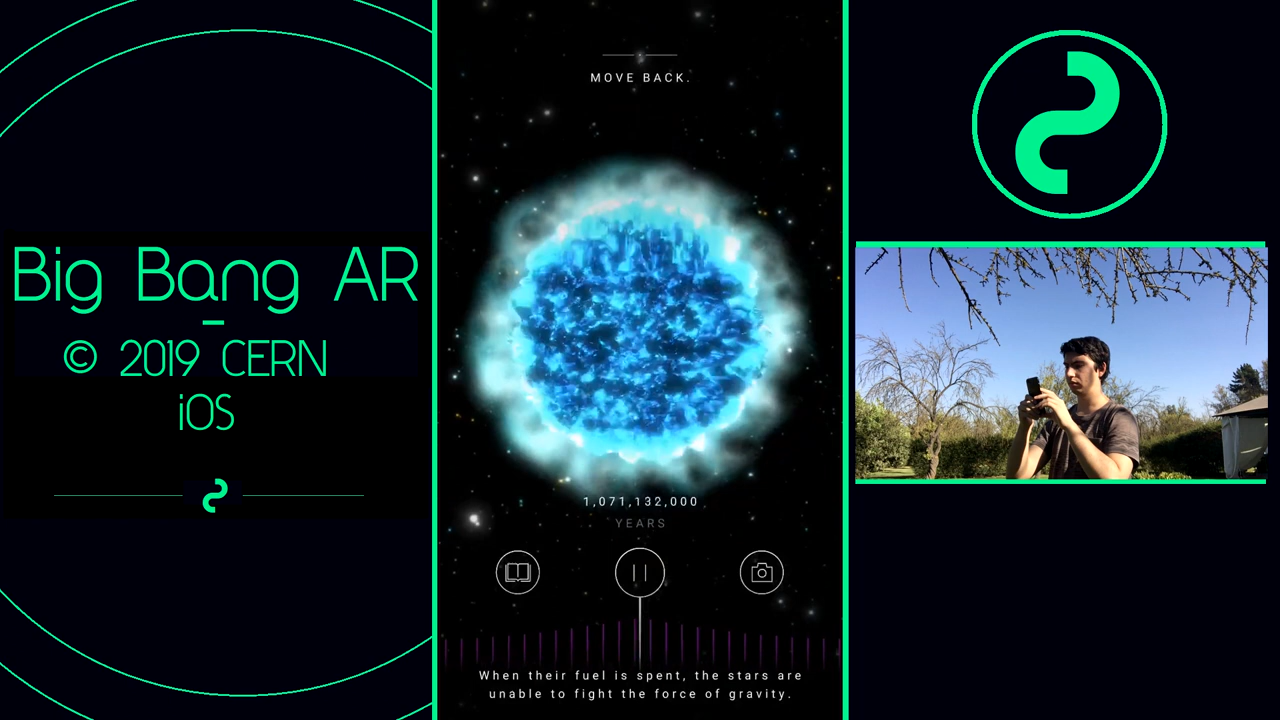 Big Bang AR
© 2019 CERN
iOS
MOVE BACK.
1,071,132,000
YEARS
When their fuel is spent, the stars are
unable to fight the force of gravity.